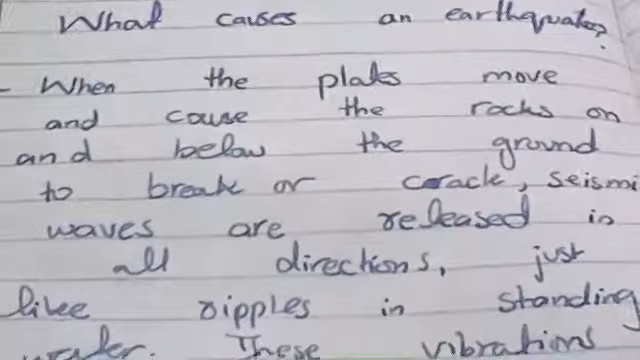 What causes an earthquake?
- When the plates move
and cause the rocks on
and below the ground
to break or crack, seismi
waves are released in
all directions, just
like ripples in standing
water. These vibrations